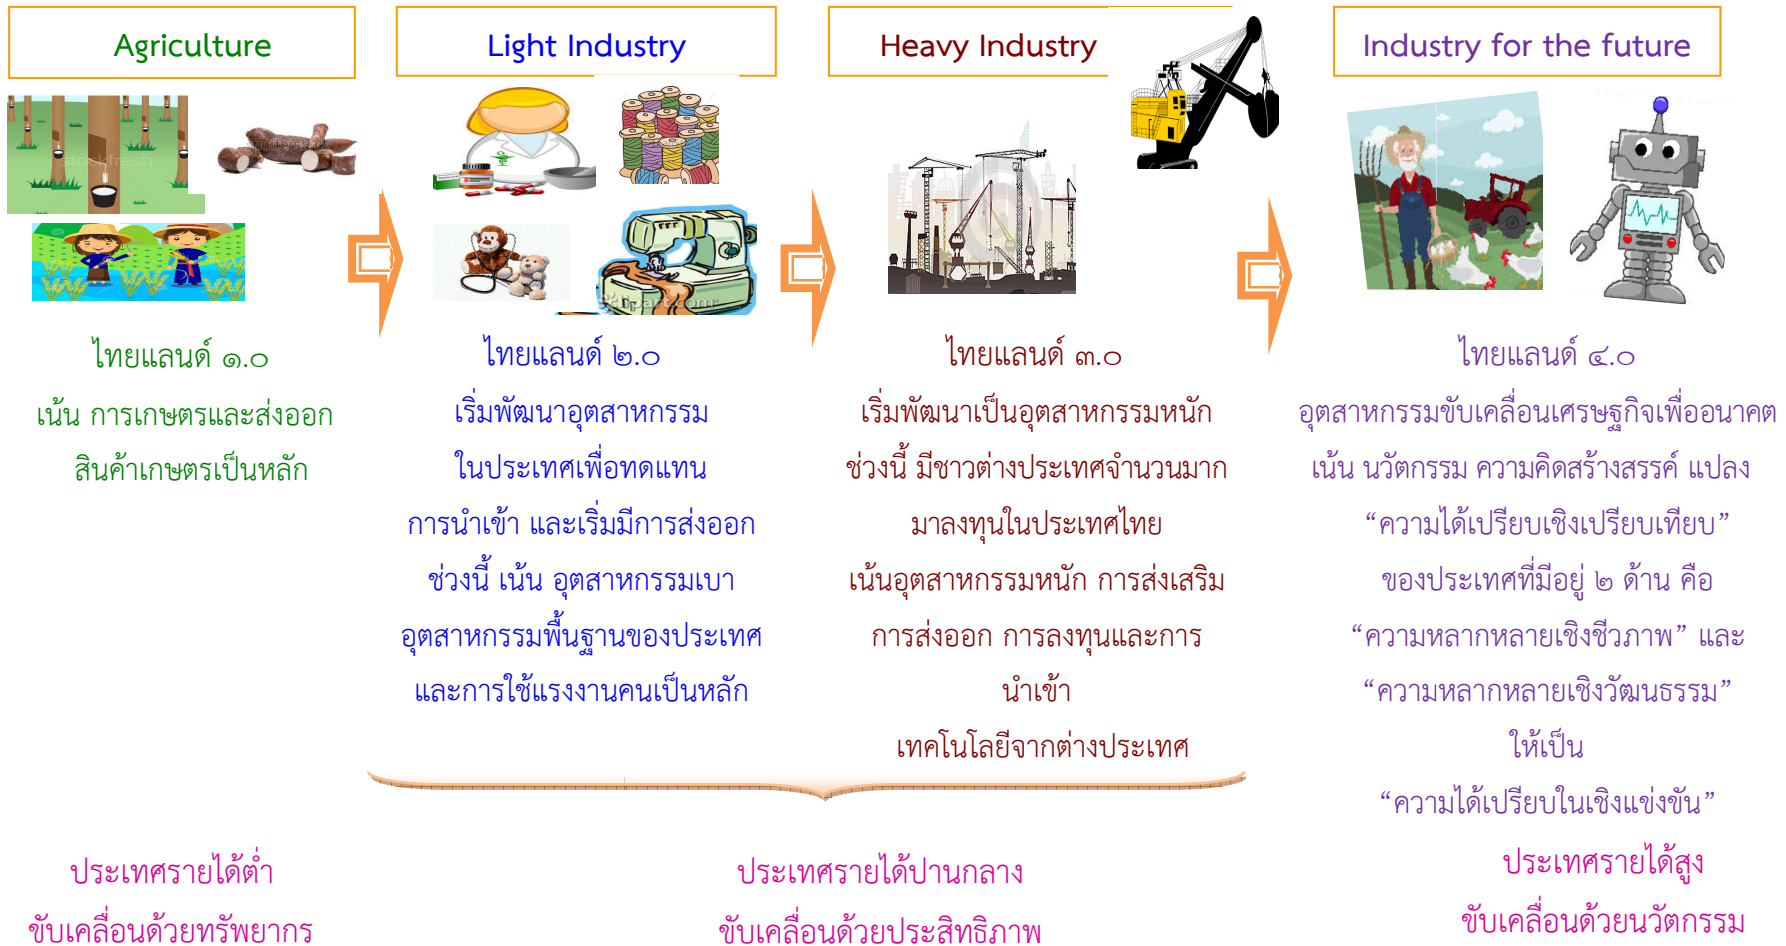 Agriculture
Light Industry
Heavy Industry
Industry for the future
stockfresh
clipart.com
ไทยแลนด์ ๑.๐
เน้น การเกษตรและส่งออก
สินค้าเกษตรเป็นหลัก
ไทยแลนด์ ๒.๐
เริ่มพัฒนาอุตสาหกรรม
ในประเทศเพื่อทดแทน
การนำเข้า และเริ่มมีการส่งออก
ช่วงนี้ เน้น อุตสาหกรรมเบา
อุตสาหกรรมพื้นฐานของประเทศ
และการใช้แรงงานคนเป็นหลัก
ไทยแลนด์ ๓.๐
เริ่มพัฒนาเป็นอุตสาหกรรมหนัก
ช่วงนี้ มีชาวต่างประเทศจำนวนมาก
มาลงทุนในประเทศไทย
เน้นอุตสาหกรรมหนัก การส่งเสริม
การส่งออก การลงทุนและการ
นำเข้า
เทคโนโลยีจากต่างประเทศ
ไทยแลนด์ ๔.๐
อุตสาหกรรมขับเคลื่อนเศรษฐกิจเพื่ออนาคต
เน้น นวัตกรรม ความคิดสร้างสรรค์ แปลง
“ความได้เปรียบเชิงเปรียบเทียบ”
ของประเทศที่มีอยู่ ๒ ด้าน คือ
“ความหลากหลายเชิงชีวภาพ” และ
“ความหลากหลายเชิงวัฒนธรรม”
ให้เป็น
“ความได้เปรียบในเชิงแข่งขัน”
ประเทศรายได้ต่ำ
ขับเคลื่อนด้วยทรัพยากร
ประเทศรายได้ปานกลาง
ขับเคลื่อนด้วยประสิทธิภาพ
ประเทศรายได้สูง
ขับเคลื่อนด้วยนวัตกรรม